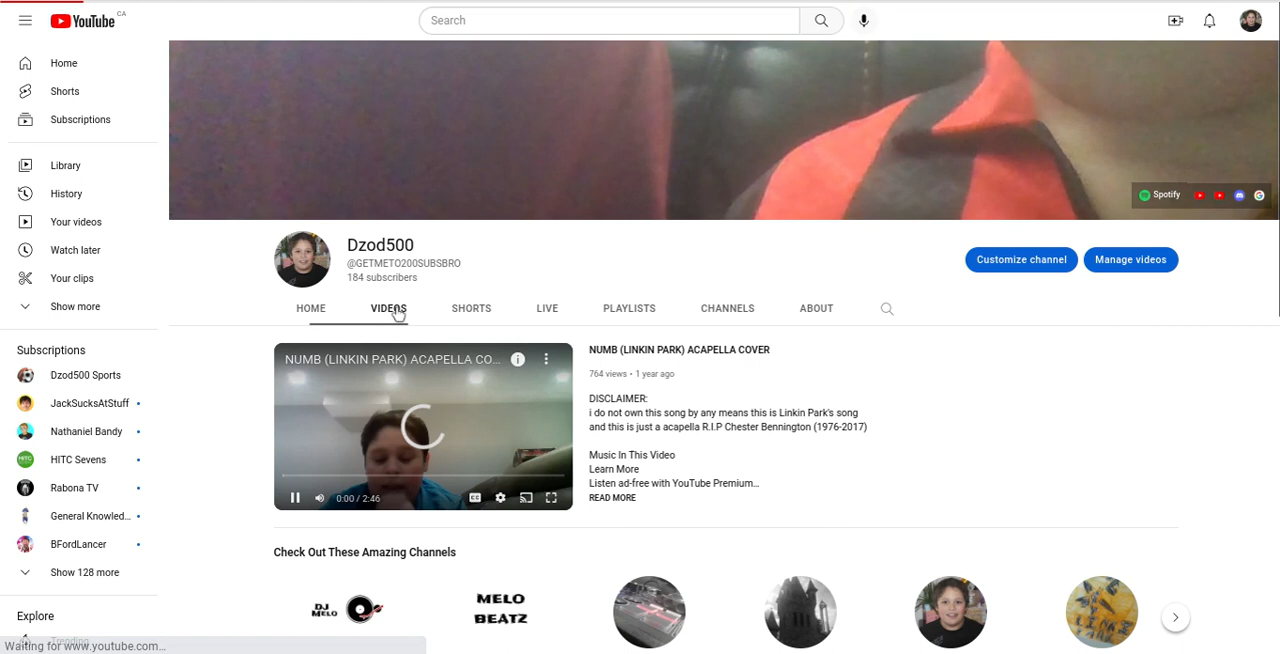 YouTube CA
Search
Home
Shorts
Subscriptions
Library
History
Your videos
Watch later
Your clips
Show more
Subscriptions
Dzod500 Sports
JackSucksAtStuff
Nathaniel Bandy
HITC Sevens
Rabona TV
General Knowled...
BFordLancer
Show 128 more
Explore
Trending
Waiting for www.youtube.com...
Spotify
Dzod500
@GETMETO200SUBSBRO
184 subscribers
Customize channel
Manage videos
HOME VIDEOS SHORTS LIVE PLAYLISTS CHANNELS ABOUT
NUMB (LINKIN PARK) ACAPELLA CO...
0:00 / 2:46
NUMB (LINKIN PARK) ACAPELLA COVER
764 views • 1 year ago
DISCLAIMER:
i do not own this song by any means this is Linkin Park's song
and this is just a acapella R.I.P Chester Bennington (1976-2017)
Music In This Video
Learn More
Listen ad-free with YouTube Premium...
READ MORE
Check Out These Amazing Channels
DJ
MELO
MELO
BEATZ